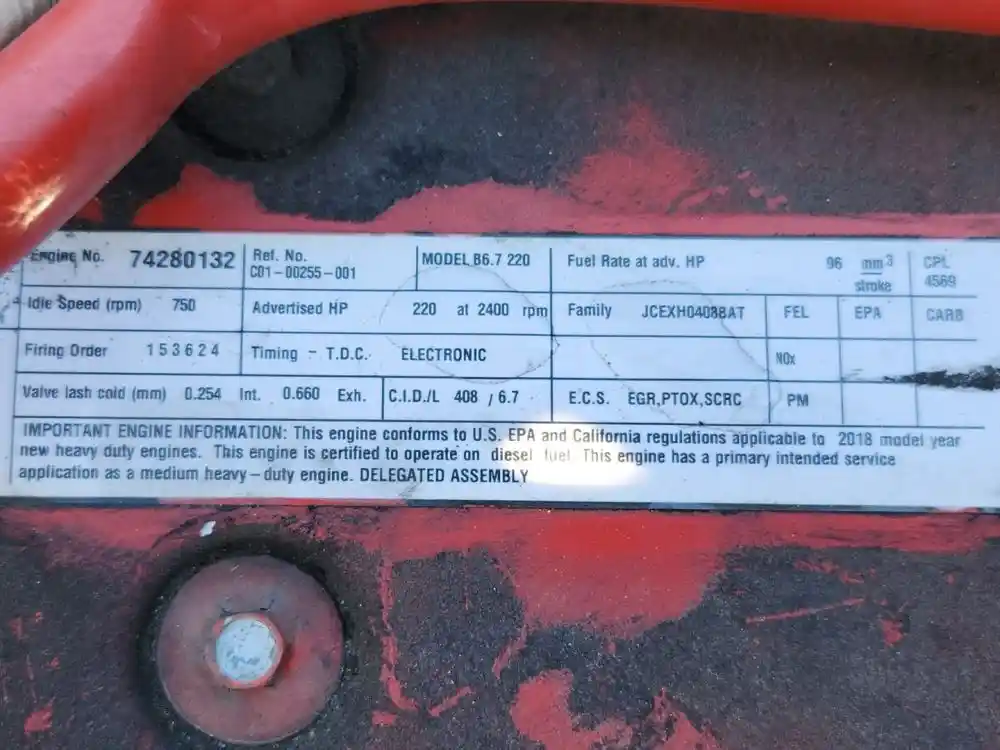 Engine No. 74280132 Ref. No. C01-00255-001 MODEL B6.7 220 Fuel Rate at adv. HP 96 mm3 stroke CPL 4569
Idle Speed (rpm) 750 Advertised HP 220 at 2400 rpm Family JCEXH0408BAT FEL EPA CARB
Firing Order 153624 Timing - T.D.C. ELECTRONIC NOx
Valve lash cold (mm) 0.254 Int. 0.660 Exh. C.I.D./L 408 / 6.7 E.C.S. EGR,PTOX,SCRC PM
IMPORTANT ENGINE INFORMATION: This engine conforms to U.S. EPA and California regulations applicable to 2018 model year
new heavy duty engines. This engine is certified to operate on diesel fuel. This engine has a primary intended service
application as a medium heavy-duty engine. DELEGATED ASSEMBLY